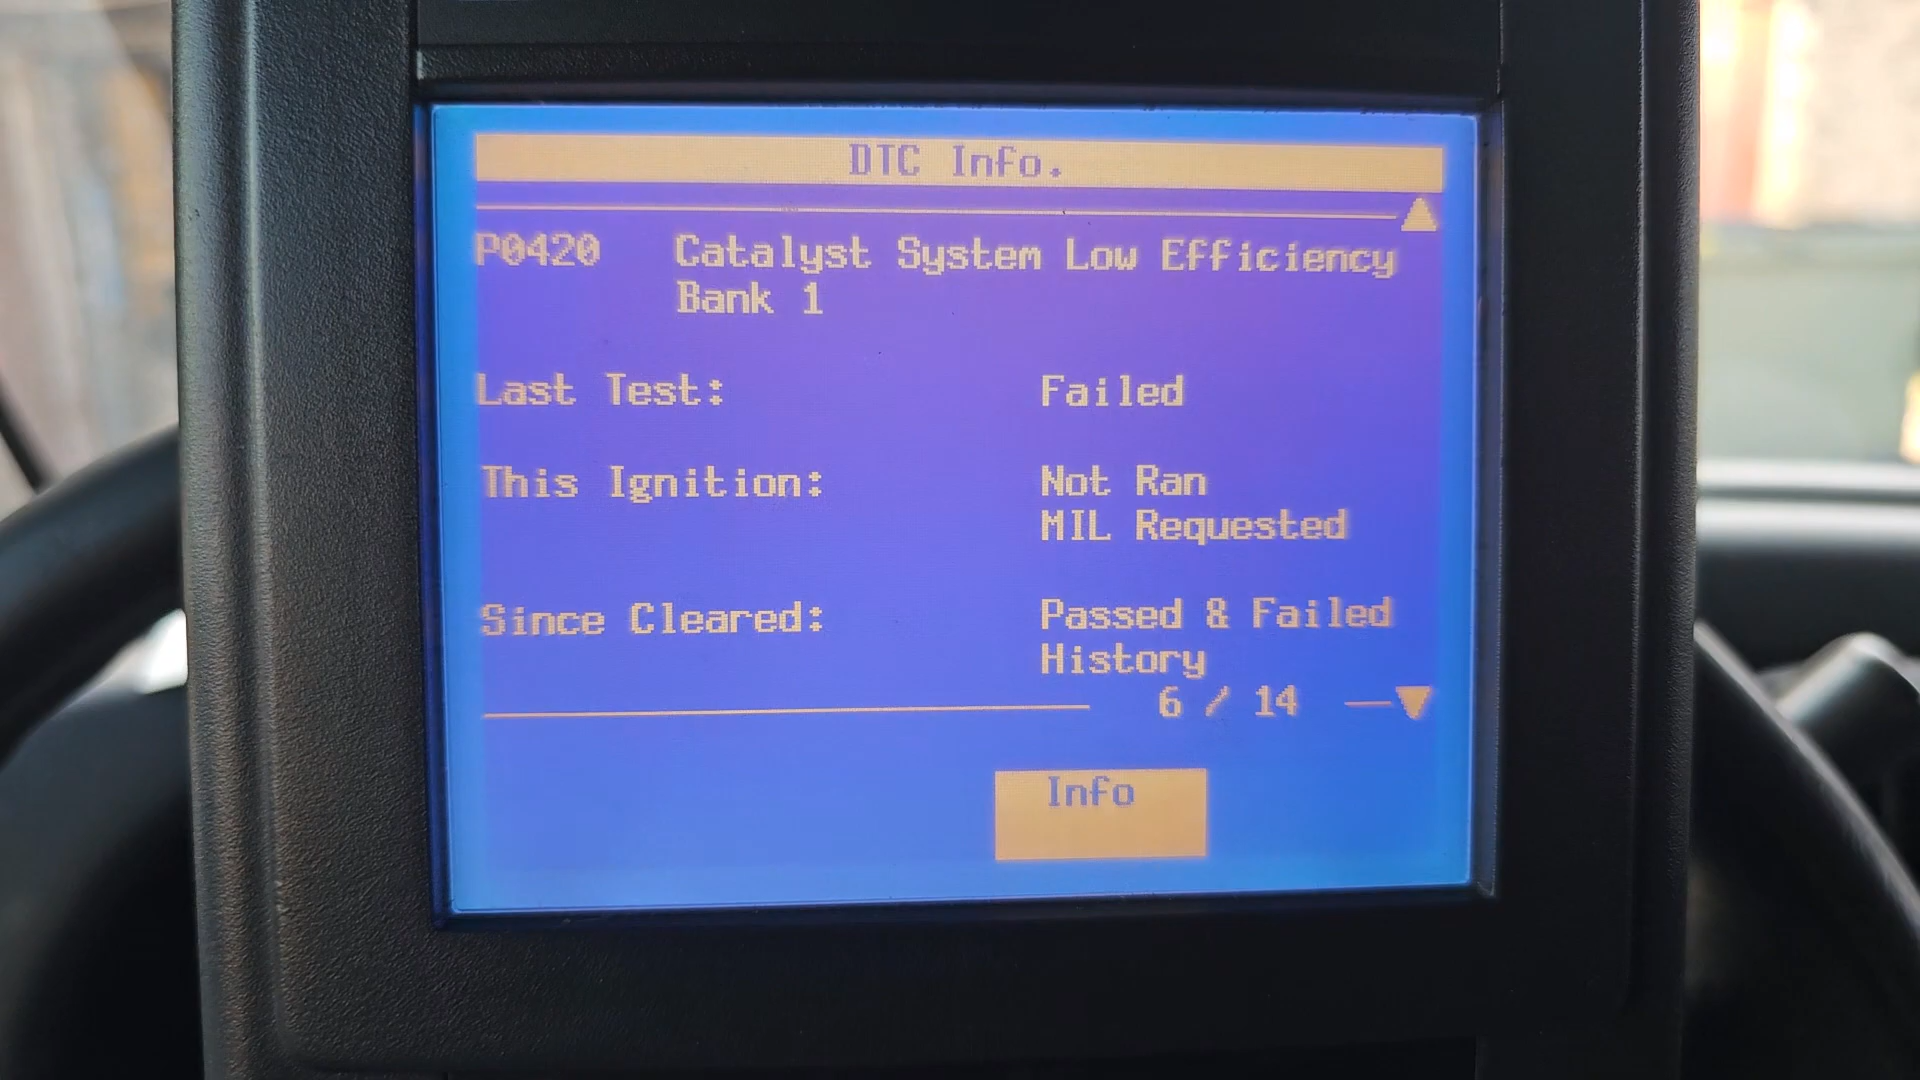 DTC Info.
P0420 Catalyst System Low Efficiency
Bank 1
Last Test: Failed
This Ignition: Not Ran
MIL Requested
Since Cleared: Passed & Failed
History
6 / 14
Info